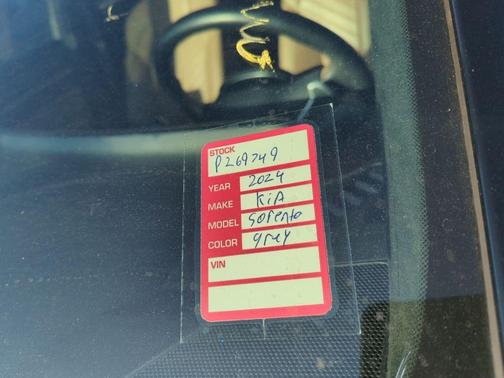 STOCK
P269749
YEAR 2024
MAKE KiA
MODEL Sorento
COLOR grey
VIN